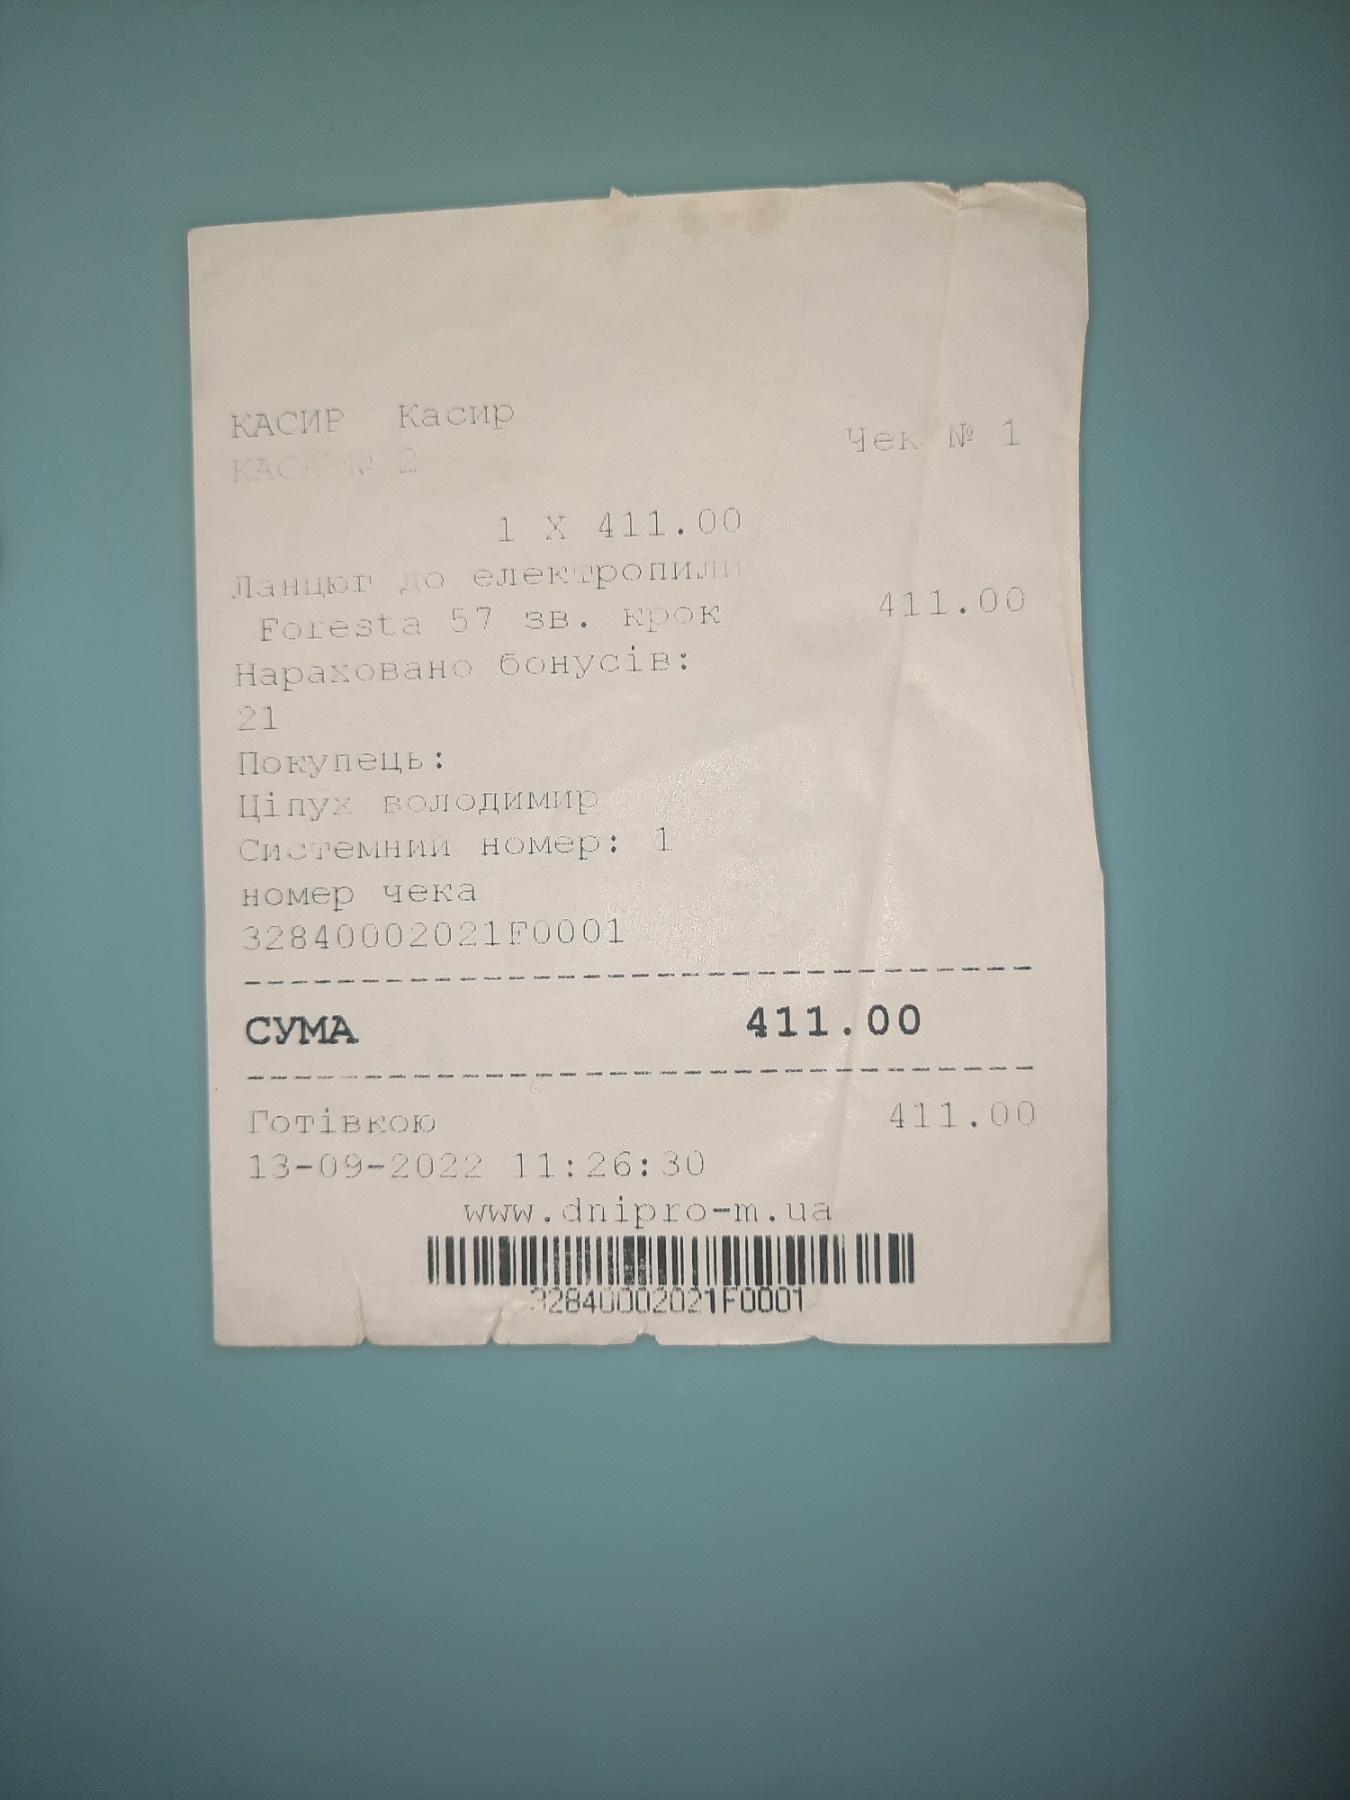 КАСИР Касир
КАСА № 2 Чек № 1
1 X 411.00
Ланцюг до електропили
Foresta 57 зв. крок 411.00
Нараховано бонусів:
21
Покупець:
Ціпух володимир
Системний номер: 1
номер чека
32840002021F0001
СУМА 411.00
Готівкою 411.00
13-09-2022 11:26:30
www.dnipro-m.ua
32840002021F0001